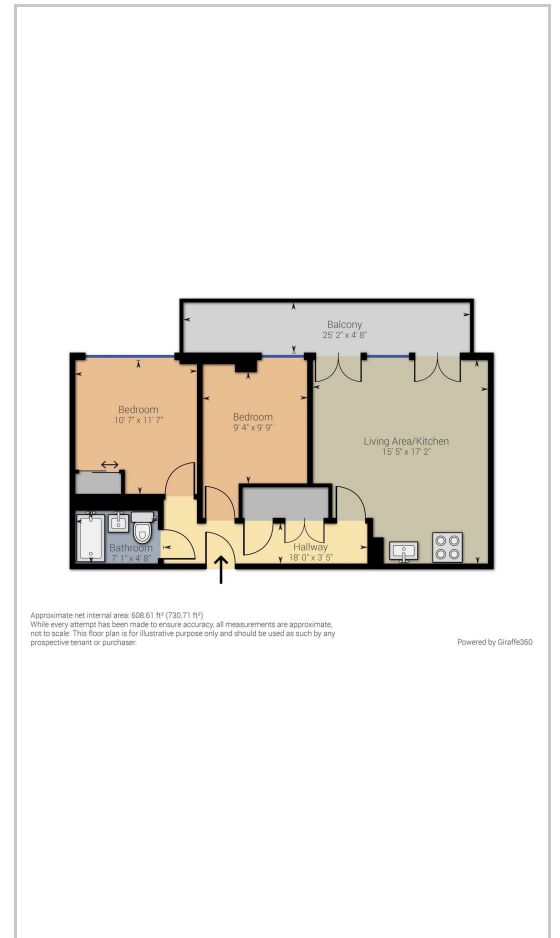 Balcony
25' 2" x 4' 8"
Bedroom
10' 7" x 11' 7"
Bedroom
9' 4" x 9' 9"
Living Area/Kitchen
15' 5" x 17' 2"
Bathroom
7' 1" x 4' 8"
Hallway
18' 0" x 3' 5"
Approximate net internal area: 608.61 ft² (730.71 ft²)
While every attempt has been made to ensure accuracy, all measurements are approximate,
not to scale. This floor plan is for illustrative purpose only and should be used as such by any
prospective tenant or purchaser.
Powered by Giraffe360